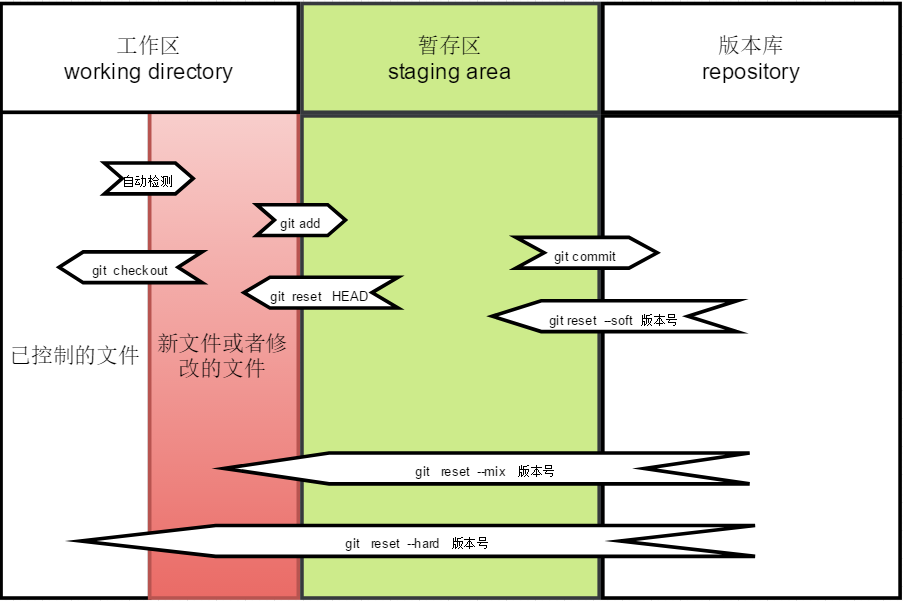 工作区
working directory
暂存区
staging area
版本库
repository
自动检测
git add
git commit
git checkout
git reset HEAD
git reset --soft 版本号
已控制的文件
新文件或者修
改的文件
git reset --mix 版本号
git reset --hard 版本号